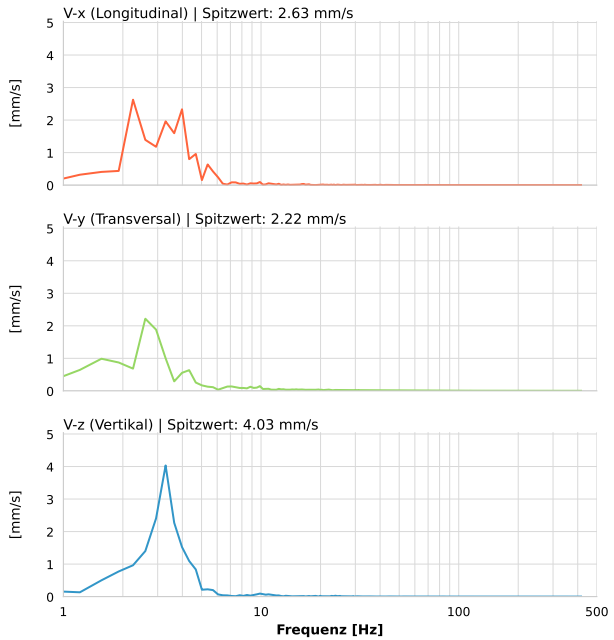 V-x (Longitudinal) | Spitzwert: 2.63 mm/s
5
4
3
2
1
0
[mm/s]
V-y (Transversal) | Spitzwert: 2.22 mm/s
5
4
3
2
1
0
[mm/s]
V-z (Vertikal) | Spitzwert: 4.03 mm/s
5
4
3
2
1
0
[mm/s]
1 10 100 500
Frequenz [Hz]